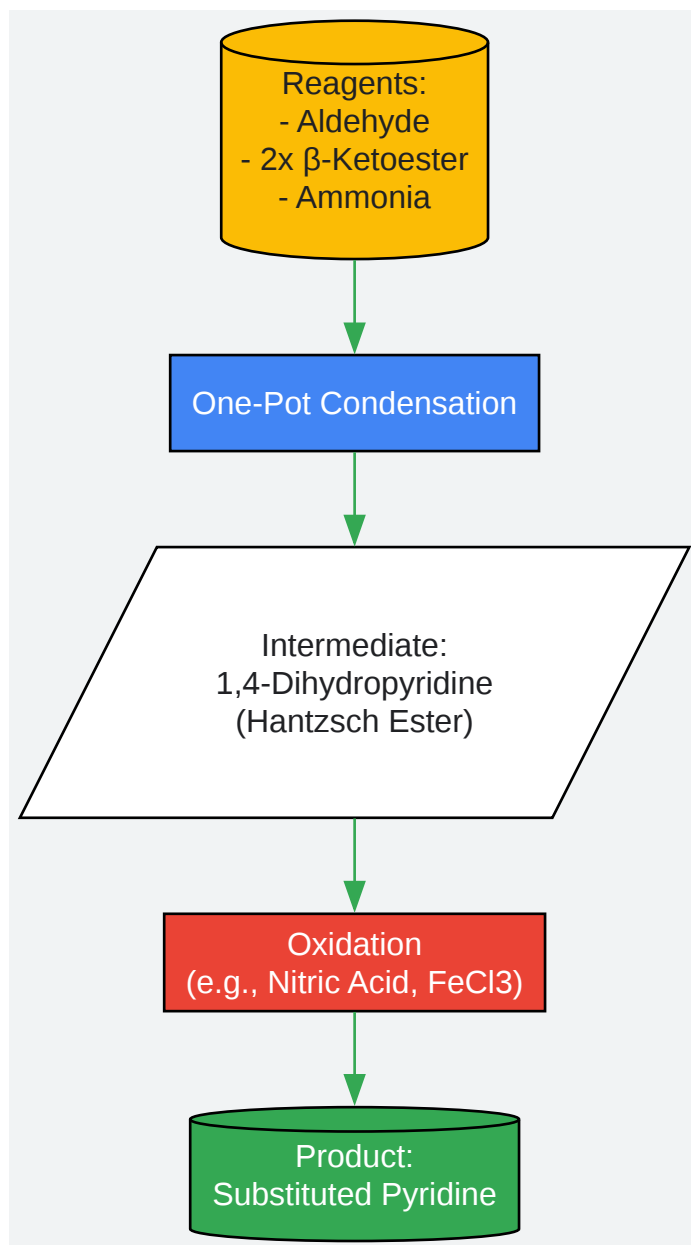 Reagents:
- Aldehyde
- 2x β-Ketoester
- Ammonia
One-Pot Condensation
Intermediate:
1,4-Dihydropyridine
(Hantzsch Ester)
Oxidation
(e.g., Nitric Acid, FeCl3)
Product:
Substituted Pyridine